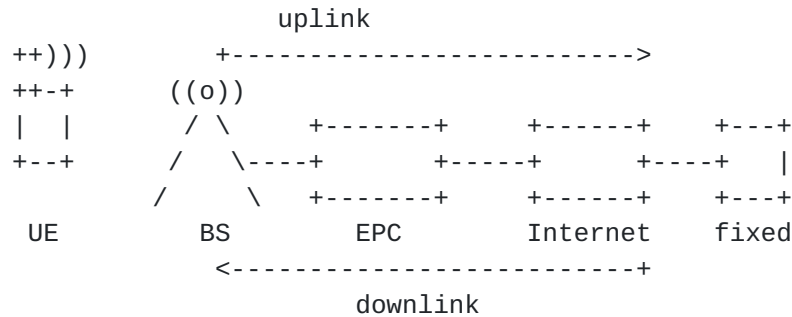 uplink
++))) +-------------------------->
++-+ ((o))
| | / \ +-------+ +------+ +---+
+--+ / \----+ +-----+ +----+ |
/ \ +-------+ +------+ +---+
UE BS EPC Internet fixed
<--------------------------+
downlink